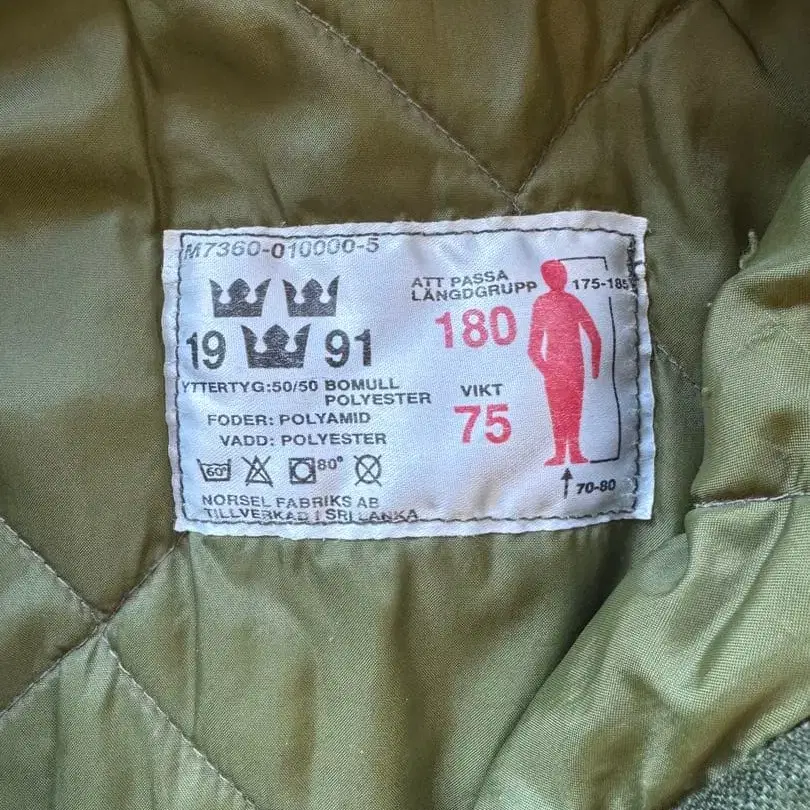 M7360-010000-5
19 91
YTTERTYG:50/50 BOMULL
POLYESTER
FODER: POLYAMID
VADD: POLYESTER
60° 80°
NORSEL FABRIKS AB
TILLVERKAD I SRI LANKA
ATT PASSA
LÄNGDGRUPP
180
175-185
VIKT
75
70-80